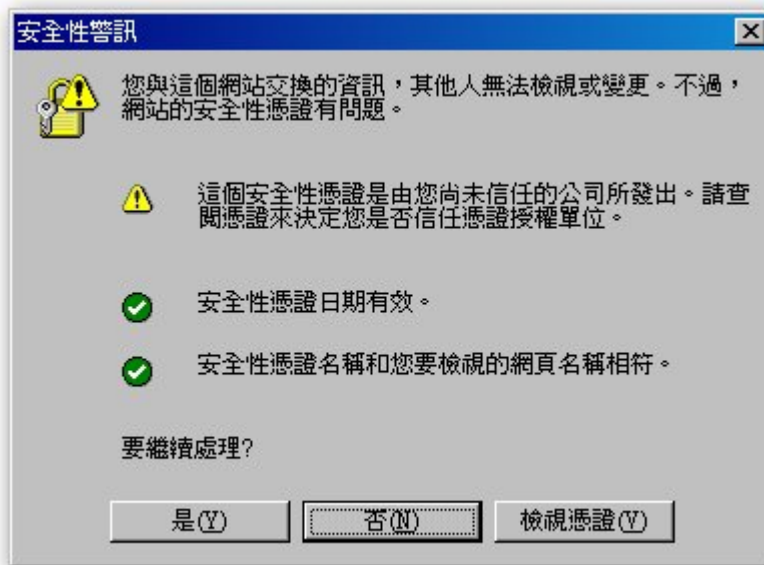 安全性警訊
您與這個網站交換的資訊，其他人無法檢視或變更。不過，
網站的安全性憑證有問題。
這個安全性憑證是由您尚未信任的公司所發出。請查
閱憑證來決定您是否信任憑證授權單位。
安全性憑證日期有效。
安全性憑證名稱和您要檢視的網頁名稱相符。
要繼續處理?
是(Y) 否(N) 檢視憑證(V)